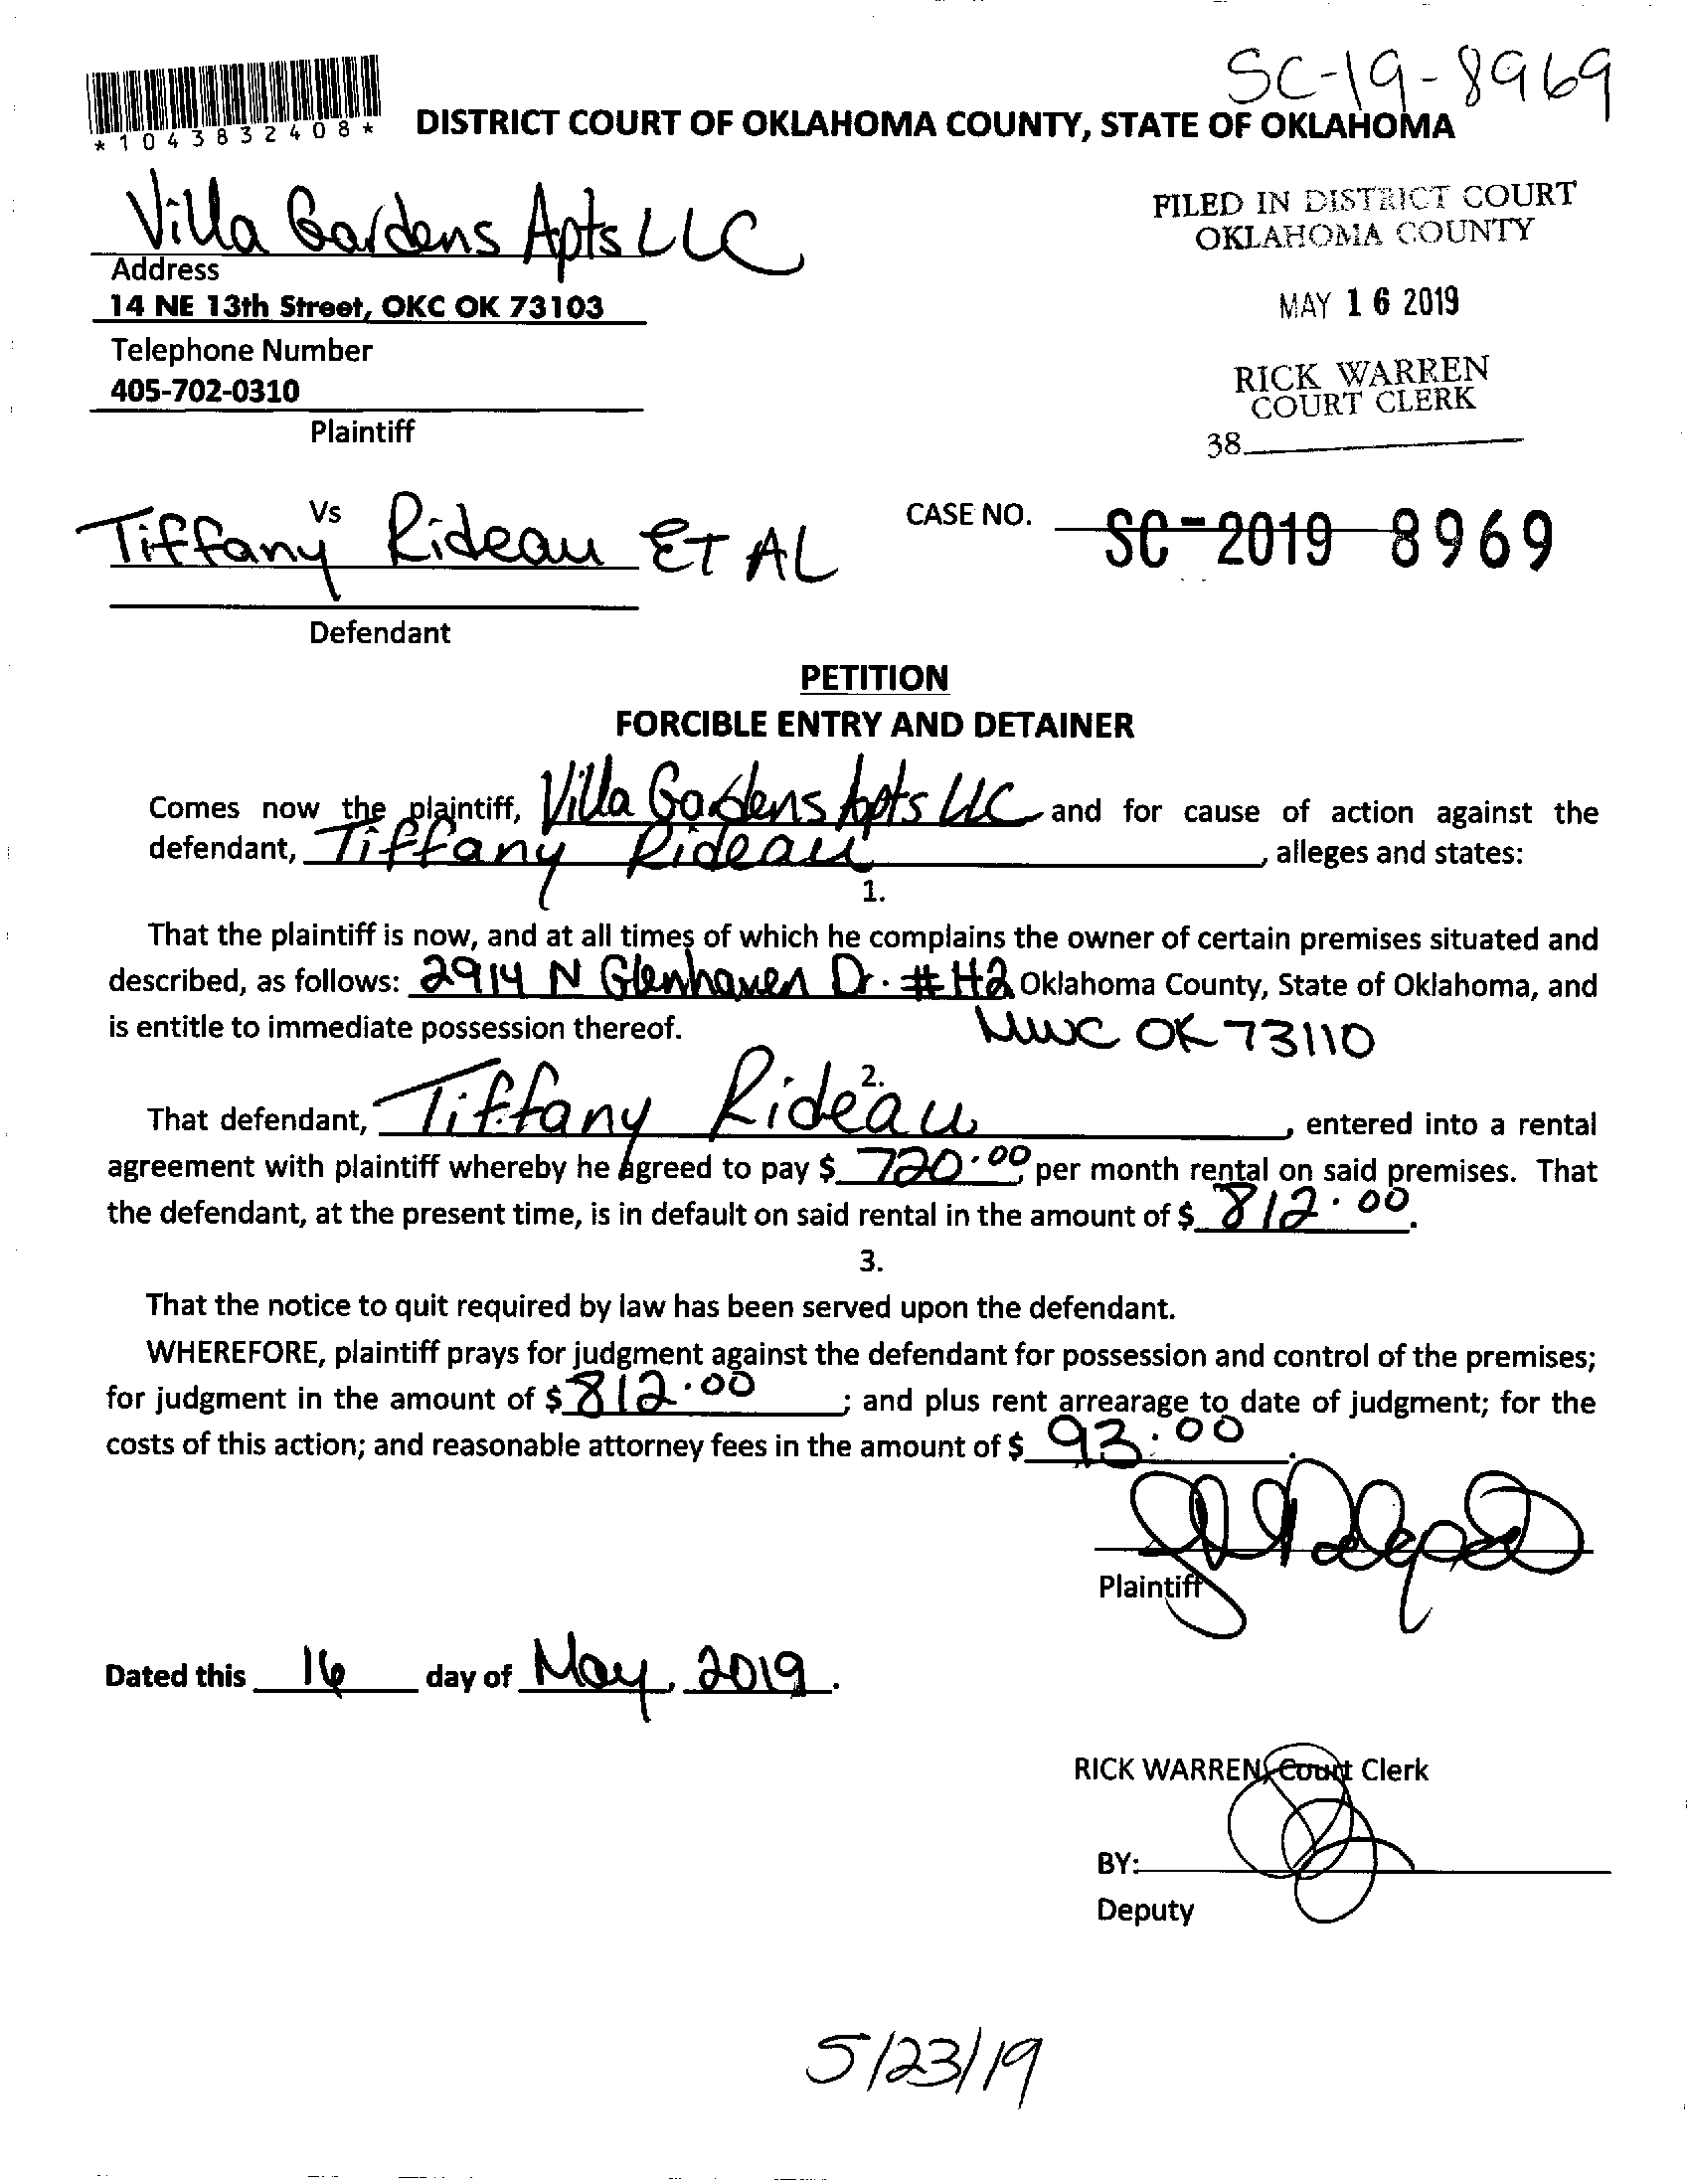 SC-19-8969
*1043832408*
DISTRICT COURT OF OKLAHOMA COUNTY, STATE OF OKLAHOMA
Villa Gardens Apts LLC
Address
14 NE 13th Street, OKC OK 73103
Telephone Number
405-702-0310
Plaintiff
FILED IN DISTRICT COURT
OKLAHOMA COUNTY
MAY 16 2019
RICK WARREN
COURT CLERK
38
Vs
Tiffany Rideau ET AL
Defendant
CASE NO. SC-2019 8969
PETITION
FORCIBLE ENTRY AND DETAINER
Comes now the plaintiff, Villa Gardens Apts LLC and for cause of action against the
defendant, Tiffany Rideau, alleges and states:
1.
That the plaintiff is now, and at all times of which he complains the owner of certain premises situated and
described, as follows: 2914 N Glenhaven Dr. #H2 Oklahoma County, State of Oklahoma, and
is entitle to immediate possession thereof. MWC OK 73110
2.
That defendant, Tiffany Rideau, entered into a rental
agreement with plaintiff whereby he agreed to pay $ 720.00, per month rental on said premises. That
the defendant, at the present time, is in default on said rental in the amount of $ 812.00.
3.
That the notice to quit required by law has been served upon the defendant.
WHEREFORE, plaintiff prays for judgment against the defendant for possession and control of the premises;
for judgment in the amount of $ 812.00; and plus rent arrearage to date of judgment; for the
costs of this action; and reasonable attorney fees in the amount of $ 93.00.
Plaintiff
Dated this 16 day of May, 2019.
RICK WARREN, Court Clerk
BY:
Deputy
5/23/19